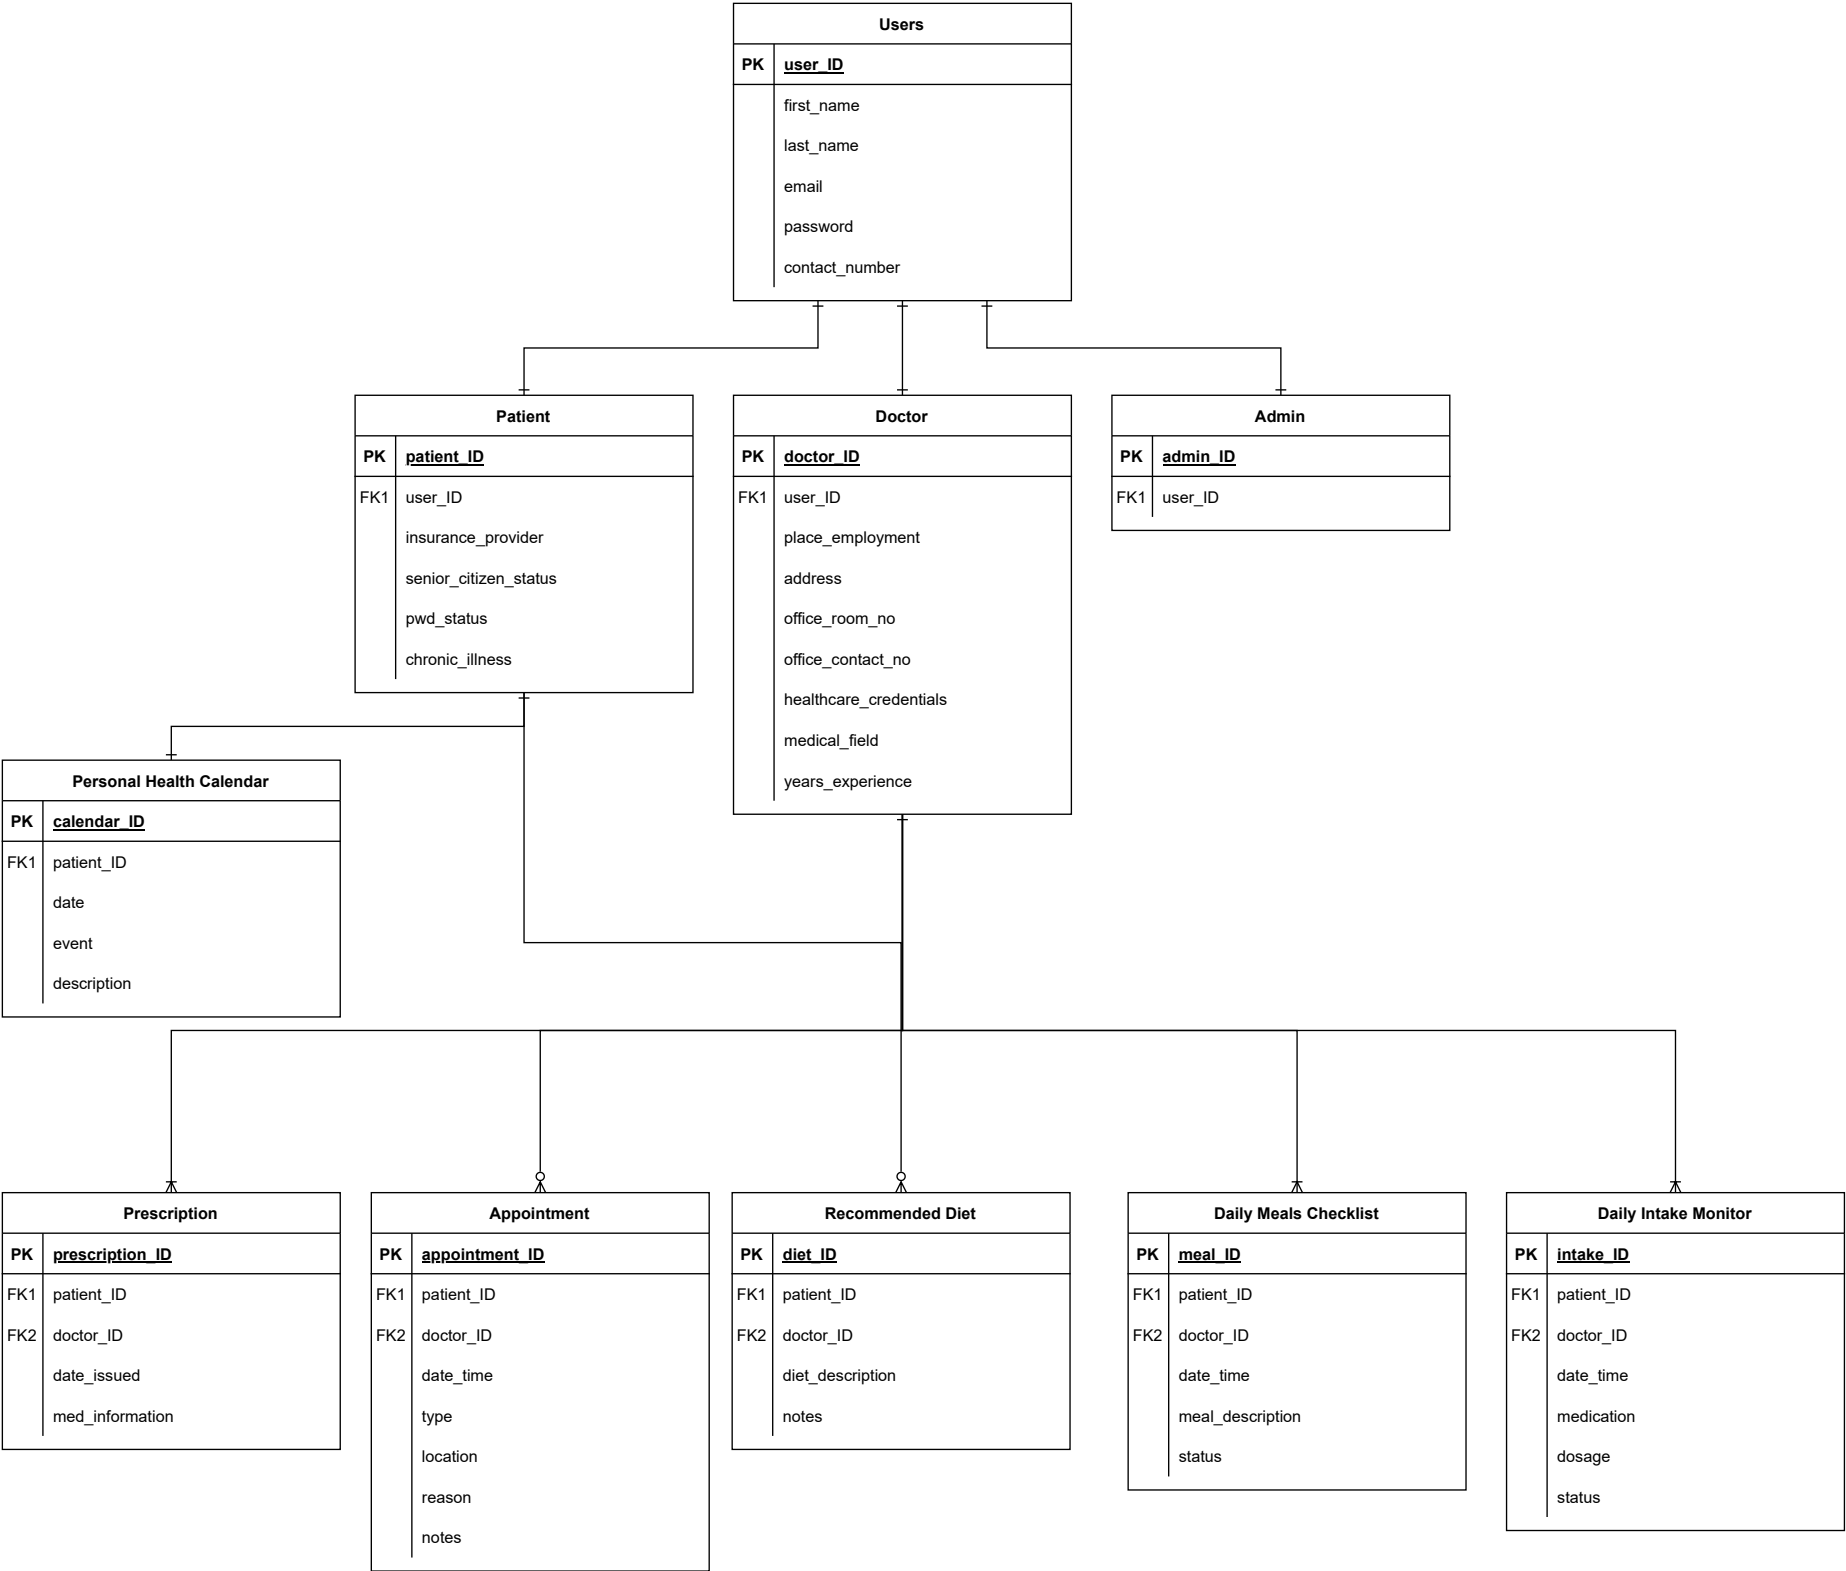 Users
PK user_ID
first_name
last_name
email
password
contact_number
Patient
PK patient_ID
FK1 user_ID
insurance_provider
senior_citizen_status
pwd_status
chronic_illness
Doctor
PK doctor_ID
FK1 user_ID
place_employment
address
office_room_no
office_contact_no
healthcare_credentials
medical_field
years_experience
Admin
PK admin_ID
FK1 user_ID
Personal Health Calendar
PK calendar_ID
FK1 patient_ID
date
event
description
Prescription
PK prescription_ID
FK1 patient_ID
FK2 doctor_ID
date_issued
med_information
Appointment
PK appointment_ID
FK1 patient_ID
FK2 doctor_ID
date_time
type
location
reason
notes
Recommended Diet
PK diet_ID
FK1 patient_ID
FK2 doctor_ID
diet_description
notes
Daily Meals Checklist
PK meal_ID
FK1 patient_ID
FK2 doctor_ID
date_time
meal_description
status
Daily Intake Monitor
PK intake_ID
FK1 patient_ID
FK2 doctor_ID
date_time
medication
dosage
status